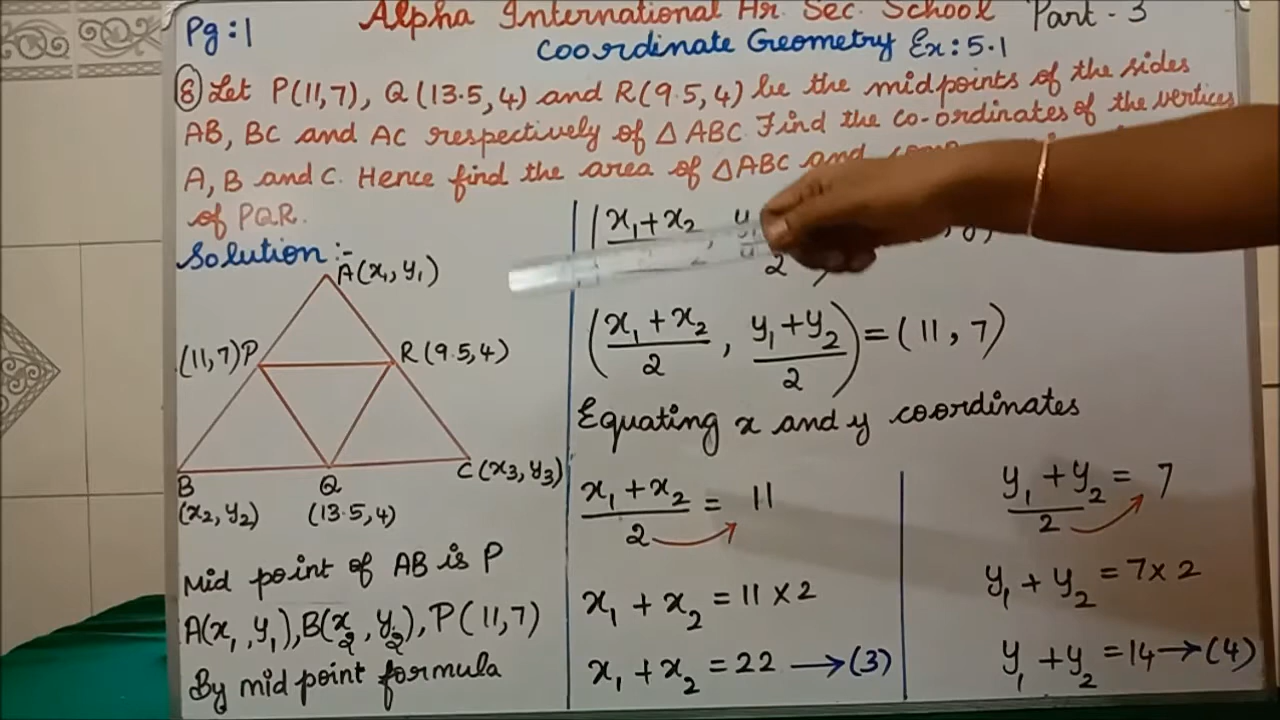 Pg:1
Alpha International Hr. Sec. School Part - 3
Coordinate Geometry Ex: 5.1
⑧ Let P(11,7), Q(13.5,4) and R(9.5,4) be the midpoints of the sides
AB, BC and AC respectively of △ABC. Find the co-ordinates of the vertices
A, B and C. Hence find the area of △ABC and
of PQR.
Solution :-
A(x₁, y₁)
(11,7)P
R(9.5,4)
B
Q
C(x₃, y₃)
(x₂, y₂)
(13.5,4)
Mid point of AB is P
A(x₁, y₁), B(x₂, y₂), P(11,7)
By mid point formula
x₁+x₂
2
((x₁+x₂)/2, (y₁+y₂)/2) = (11, 7)
Equating x and y coordinates
(x₁+x₂)/2 = 11
x₁ + x₂ = 11 × 2
x₁ + x₂ = 22 → (3)
(y₁+y₂)/2 = 7
y₁ + y₂ = 7 × 2
y₁ + y₂ = 14 → (4)